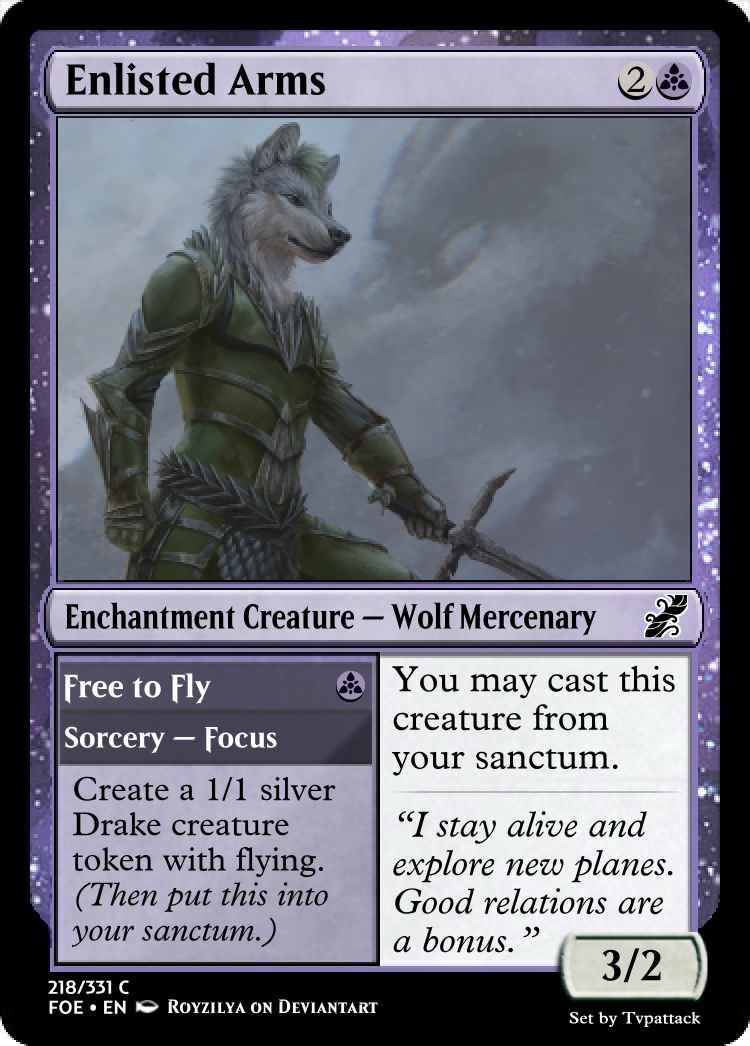 Enlisted Arms 2
Enchantment Creature — Wolf Mercenary
Free to Fly
Sorcery — Focus
Create a 1/1 silver
Drake creature
token with flying.
(Then put this into
your sanctum.)
You may cast this
creature from
your sanctum.
“I stay alive and
explore new planes.
Good relations are
a bonus.”
3/2
218/331 C
FOE • EN Royzilya on Deviantart
Set by Tvpattack